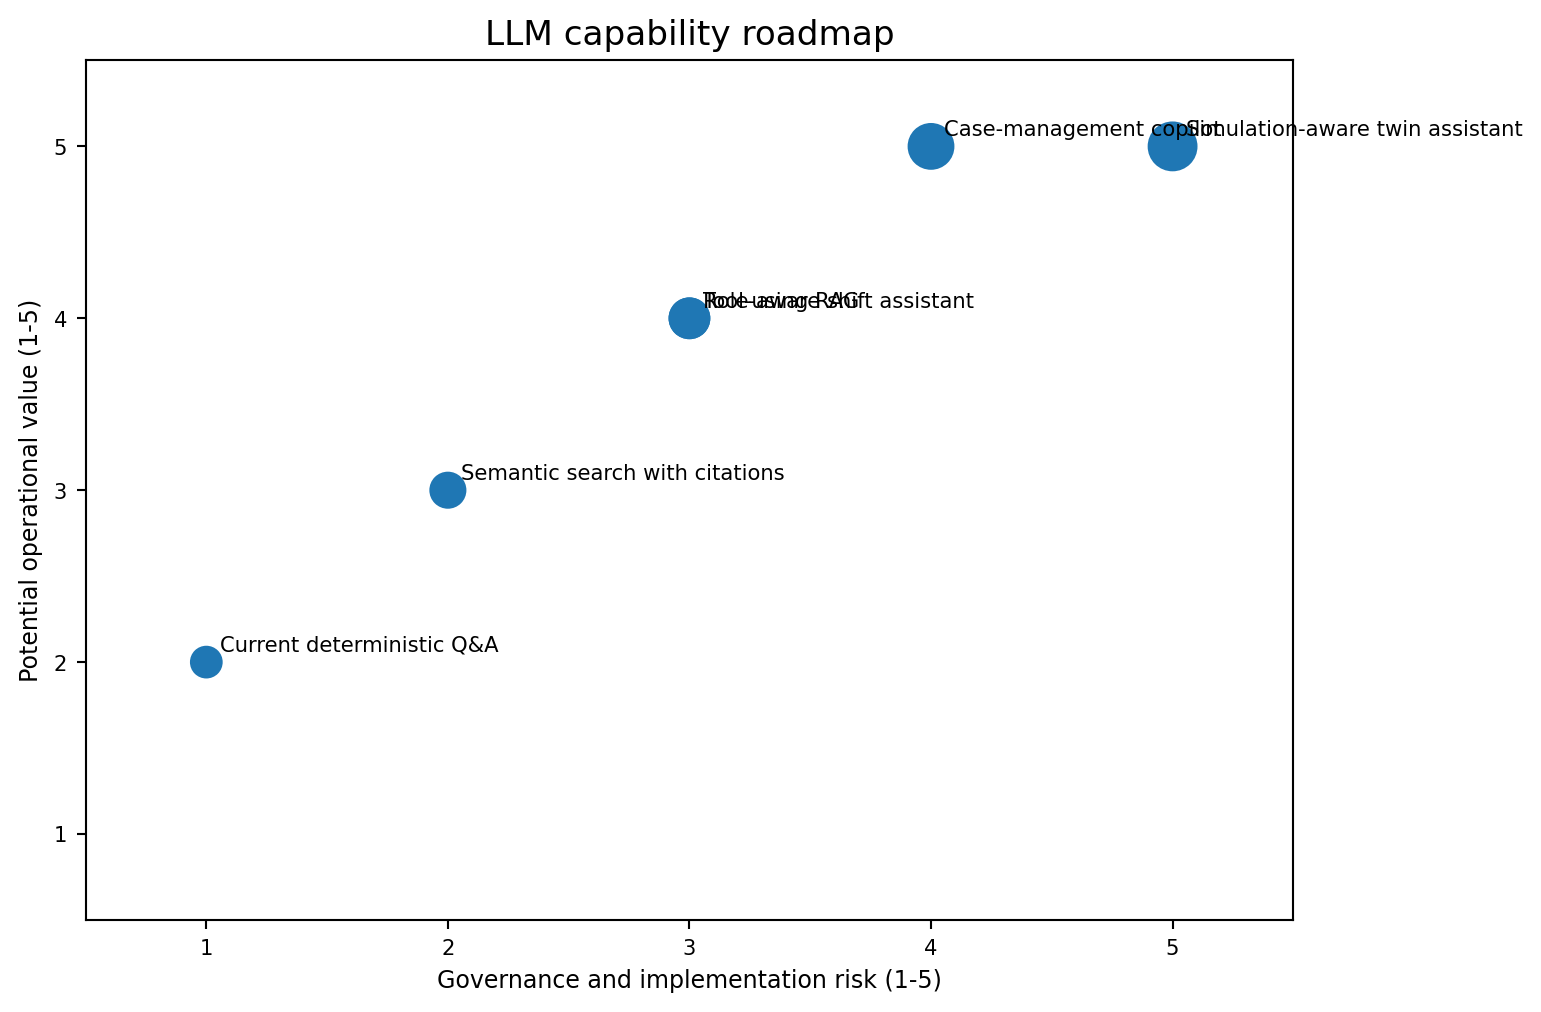 LLM capability roadmap
Case-management copilot
Simulation-aware twin assistant
Tool-using RAG
Role-aware shift assistant
Semantic search with citations
Current deterministic Q&A
Potential operational value (1-5)
5
4
3
2
1
1
2
3
4
5
Governance and implementation risk (1-5)